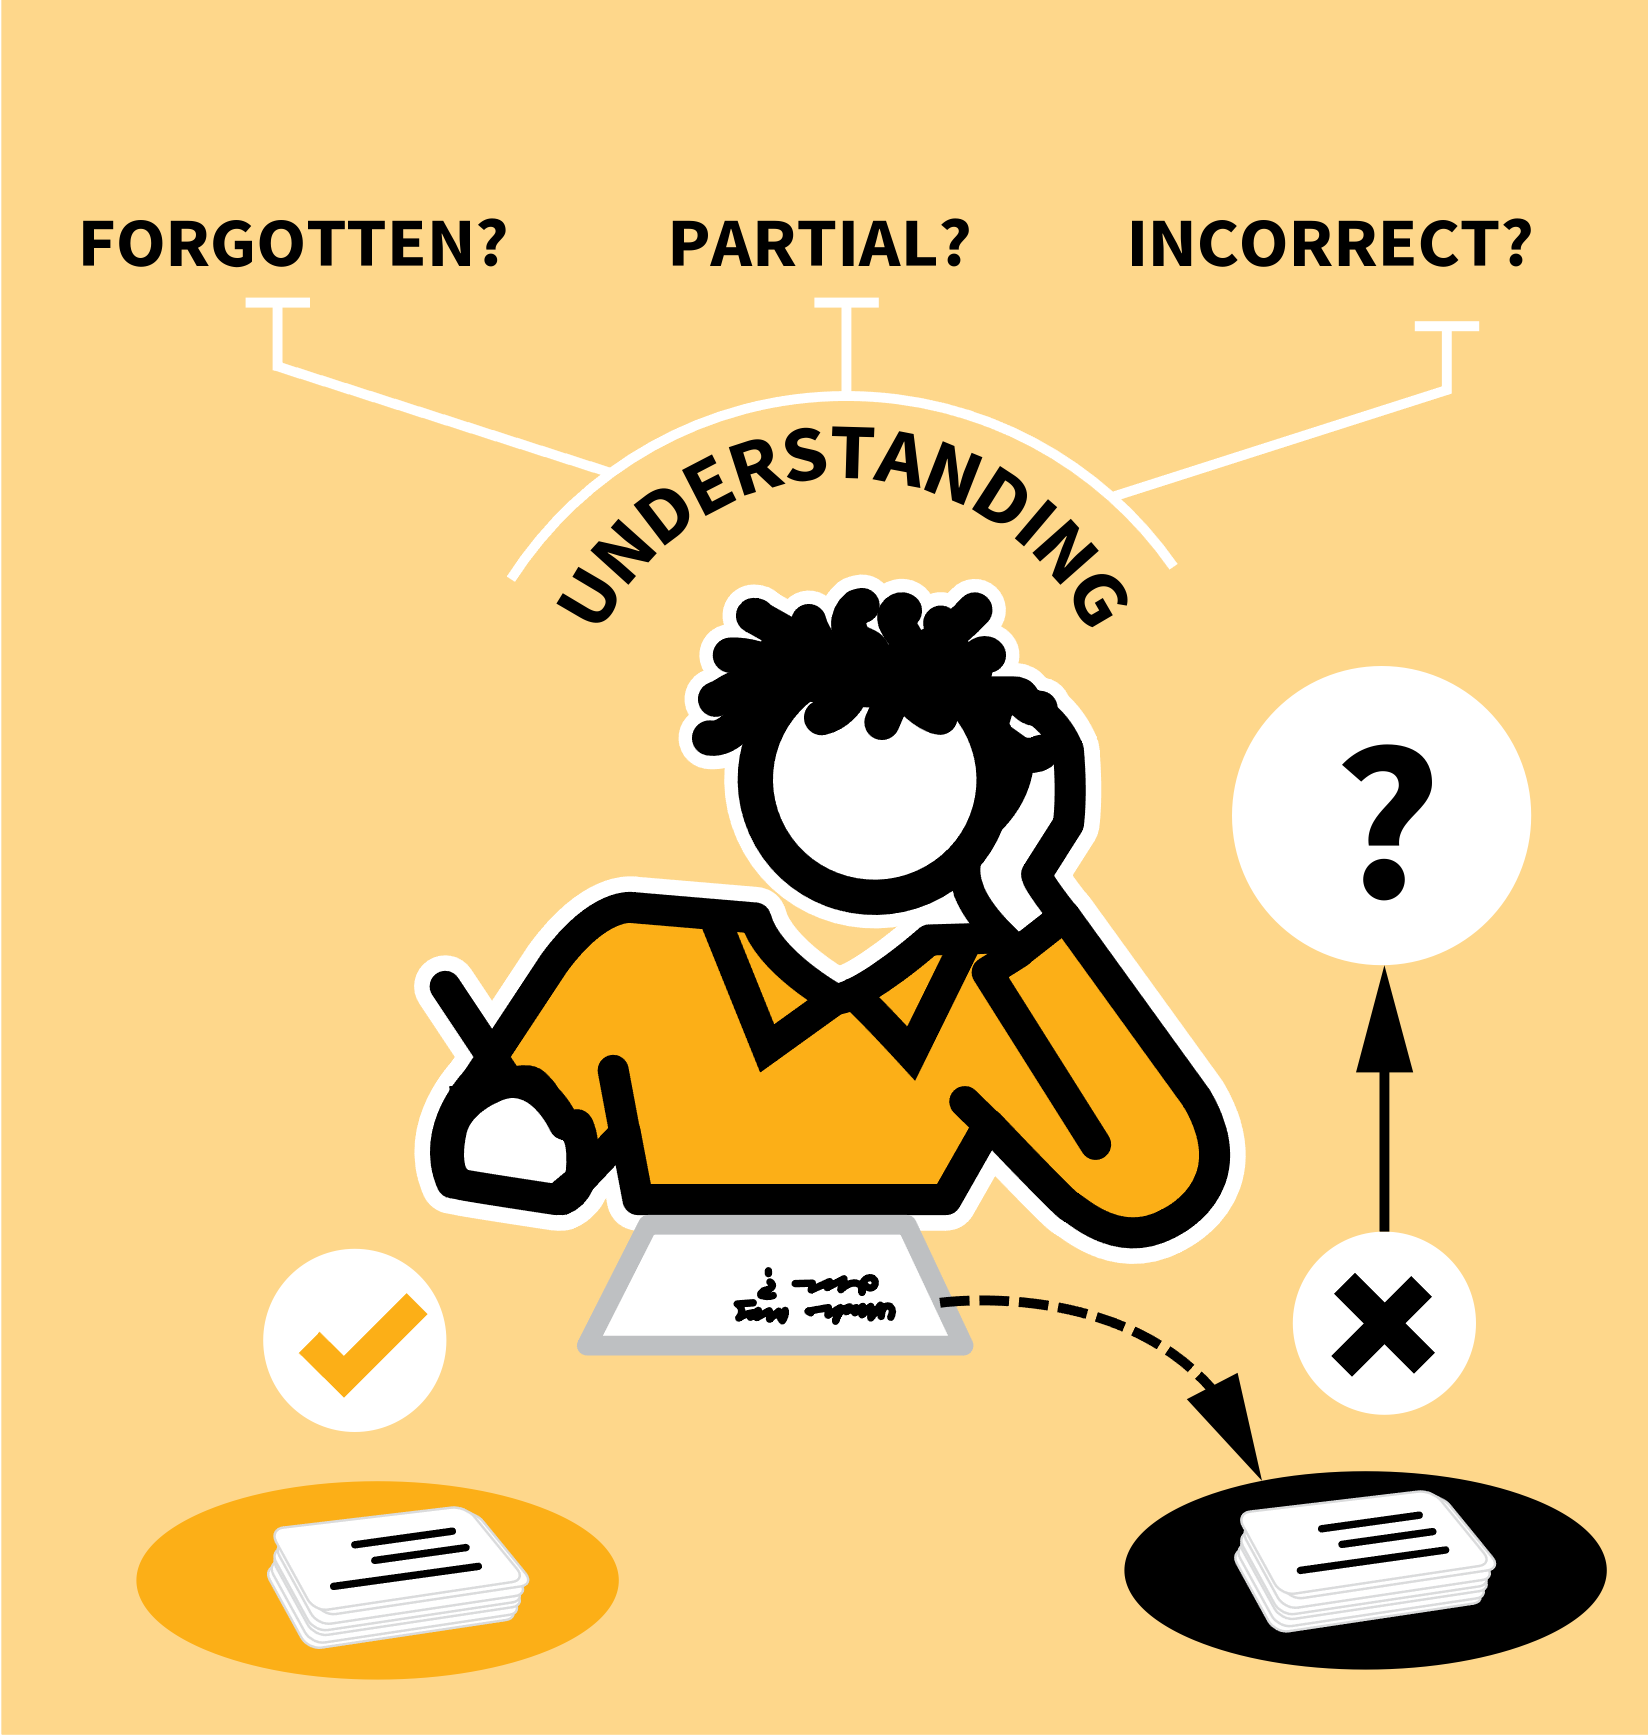 FORGOTTEN?
PARTIAL?
INCORRECT?
UNDERSTANDING
?